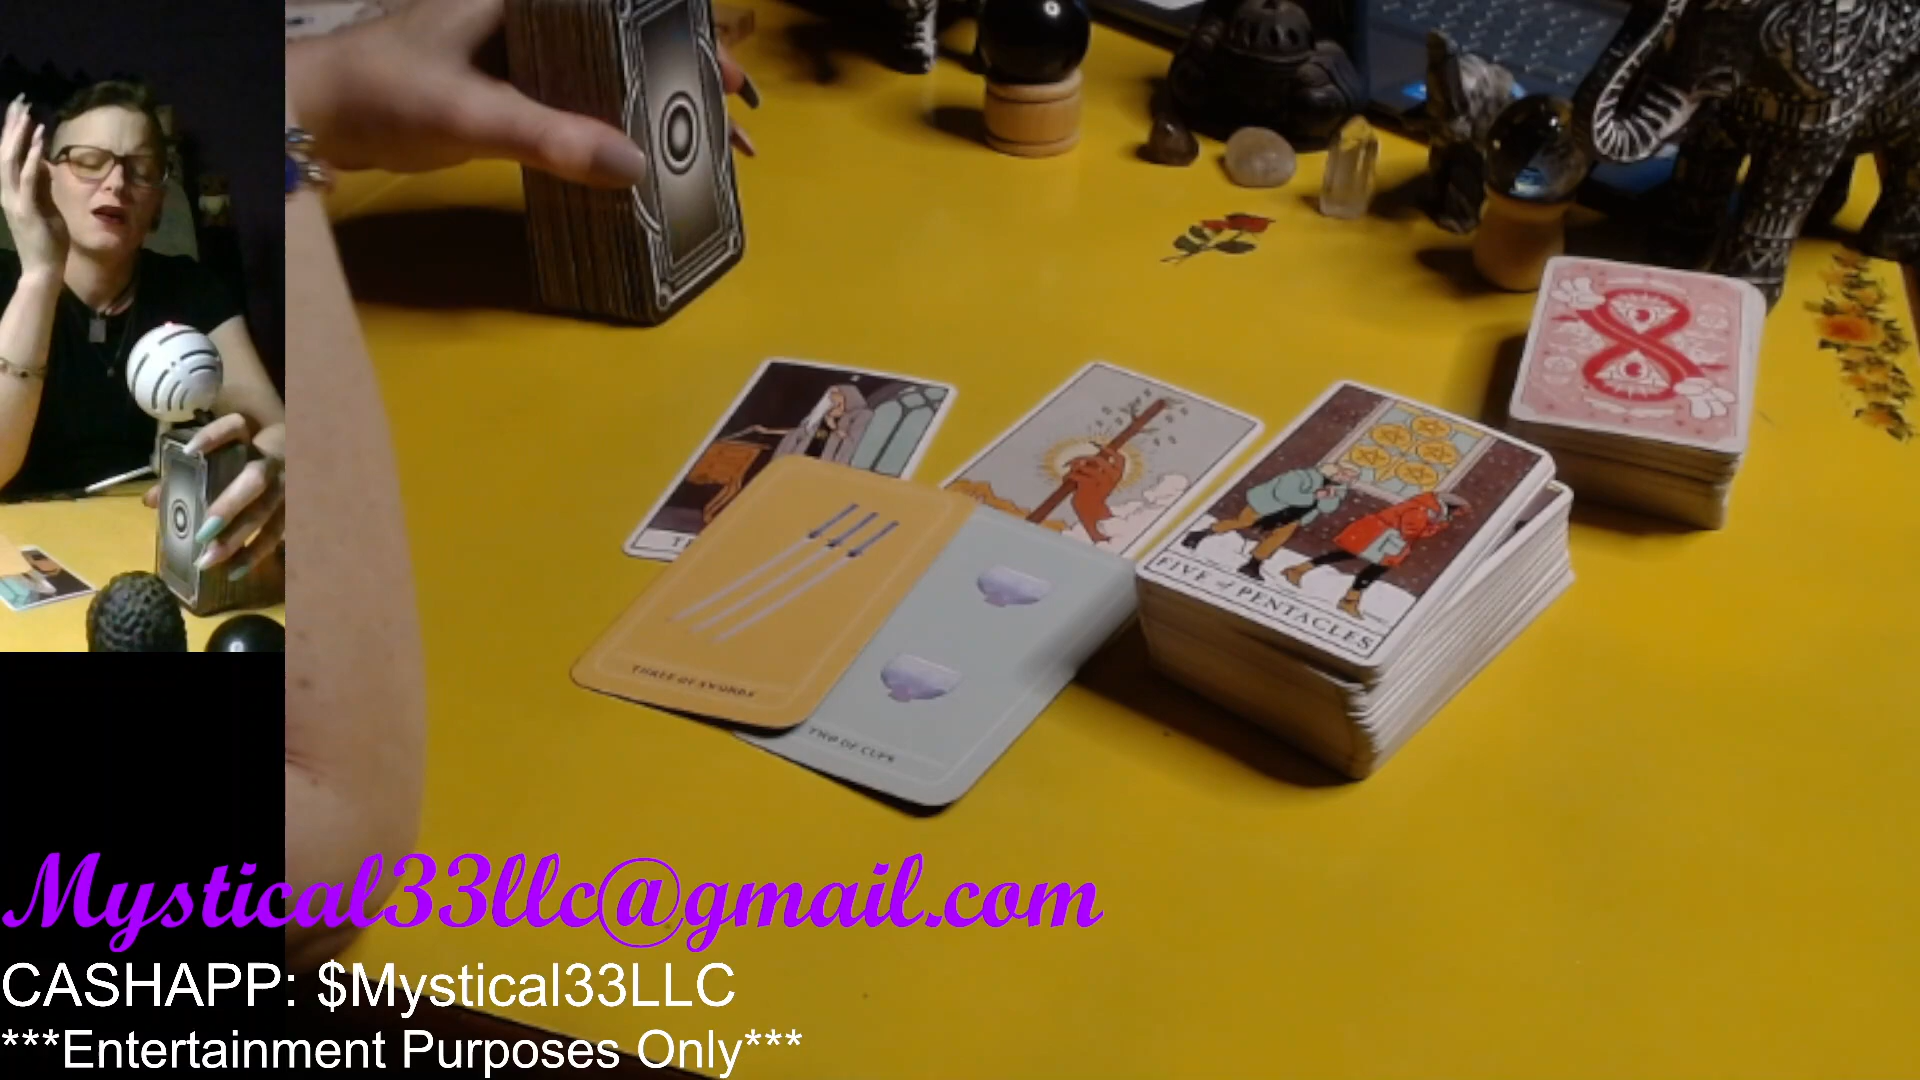 FIVE of PENTACLES
THREE OF SWORDS
TWO OF CUPS
Mystical33llc@gmail.com
CASHAPP: $Mystical33LLC
***Entertainment Purposes Only***